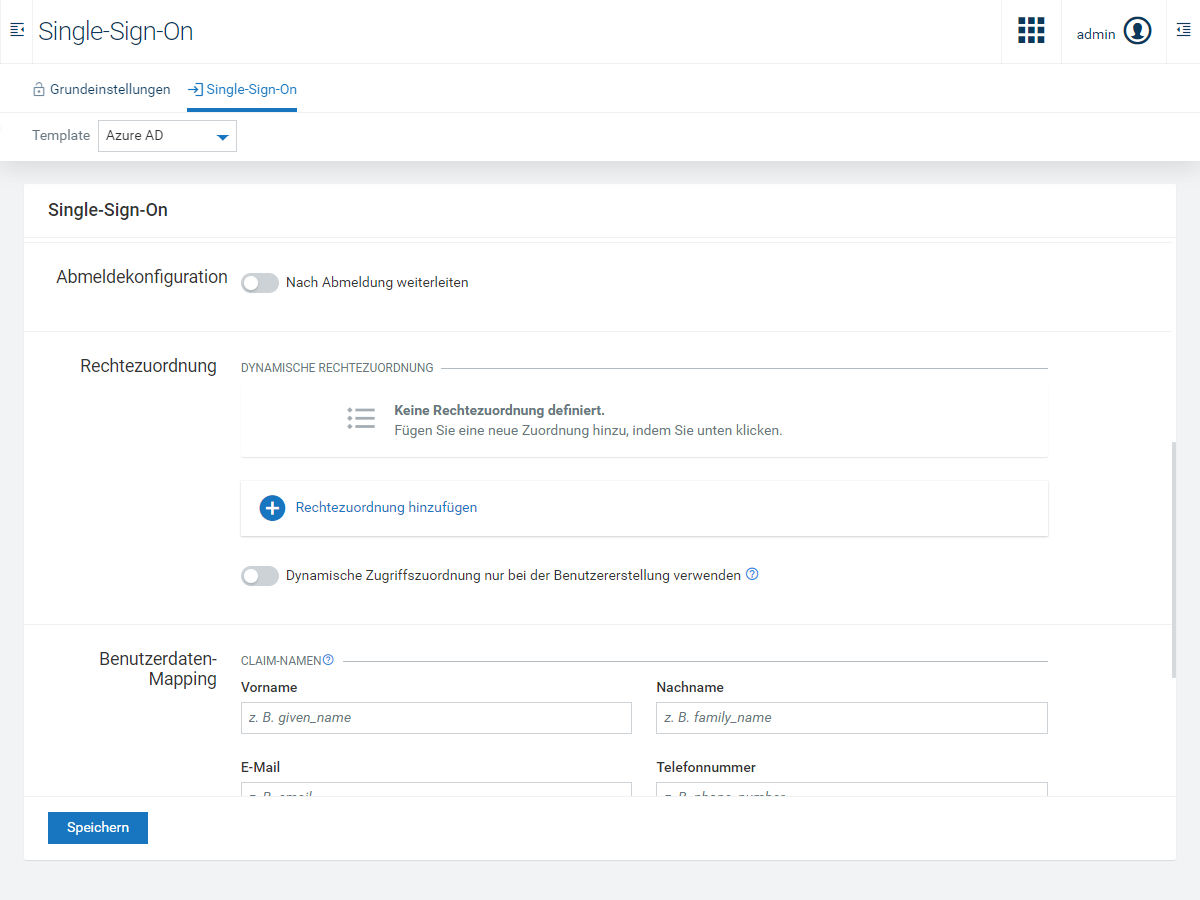 Single-Sign-On
admin
Grundeinstellungen
Single-Sign-On
Template
Azure AD
Single-Sign-On
Abmeldekonfiguration
Nach Abmeldung weiterleiten
Rechtezuordnung
DYNAMISCHE RECHTEZUORDNUNG
Keine Rechtezuordnung definiert.
Fügen Sie eine neue Zuordnung hinzu, indem Sie unten klicken.
Rechtezuordnung hinzufügen
Dynamische Zugriffszuordnung nur bei der Benutzererstellung verwenden
Benutzerdaten-
Mapping
CLAIM-NAMEN
Vorname
Nachname
z. B. given_name
z. B. family_name
E-Mail
Telefonnummer
z. B. email
z. B. phone_number
Speichern